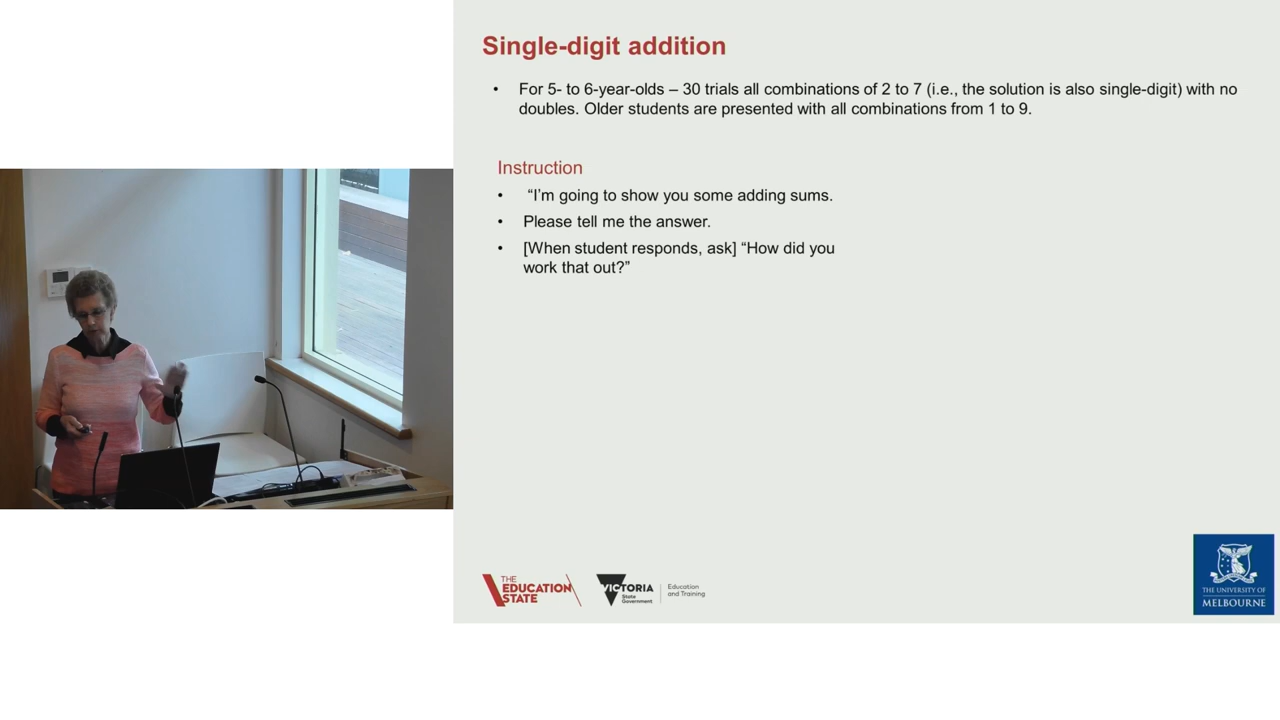 Single-digit addition
• For 5- to 6-year-olds – 30 trials all combinations of 2 to 7 (i.e., the solution is also single-digit) with no
doubles. Older students are presented with all combinations from 1 to 9.
Instruction
• “I’m going to show you some adding sums.
• Please tell me the answer.
• [When student responds, ask] “How did you
work that out?”
THE
EDUCATION
STATE
VICTORIA
State
Government
Education
and Training
THE UNIVERSITY OF
MELBOURNE